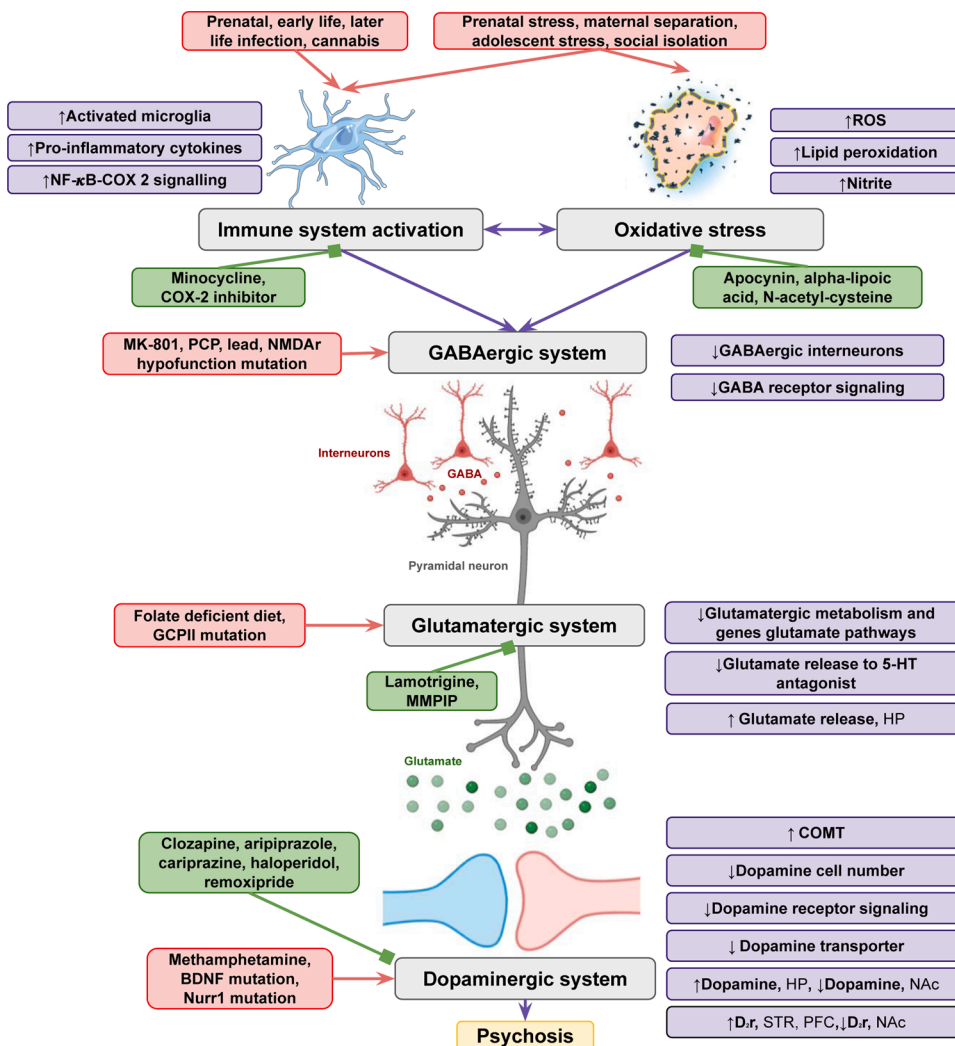 Prenatal, early life, later
life infection, cannabis
Prenatal stress, maternal separation,
adolescent stress, social isolation
↑Activated microglia
↑Pro-inflammatory cytokines
↑NF-κB-COX 2 signalling
↑ROS
↑Lipid peroxidation
↑Nitrite
Immune system activation
Oxidative stress
Minocycline,
COX-2 inhibitor
Apocynin, alpha-lipoic
acid, N-acetyl-cysteine
MK-801, PCP, lead, NMDAr
hypofunction mutation
GABAergic system
↓GABAergic interneurons
↓GABA receptor signaling
Interneurons
GABA
Pyramidal neuron
Folate deficient diet,
GCPII mutation
Glutamatergic system
↓Glutamatergic metabolism and
genes glutamate pathways
Lamotrigine,
MMPIP
↓Glutamate release to 5-HT
antagonist
↑ Glutamate release, HP
Glutamate
Clozapine, aripiprazole,
cariprazine, haloperidol,
remoxipride
↑ COMT
↓Dopamine cell number
↓Dopamine receptor signaling
↓ Dopamine transporter
Methamphetamine,
BDNF mutation,
Nurr1 mutation
Dopaminergic system
↑Dopamine, HP, ↓Dopamine, NAc
↑D₂r, STR, PFC,↓D₂r, NAc
Psychosis